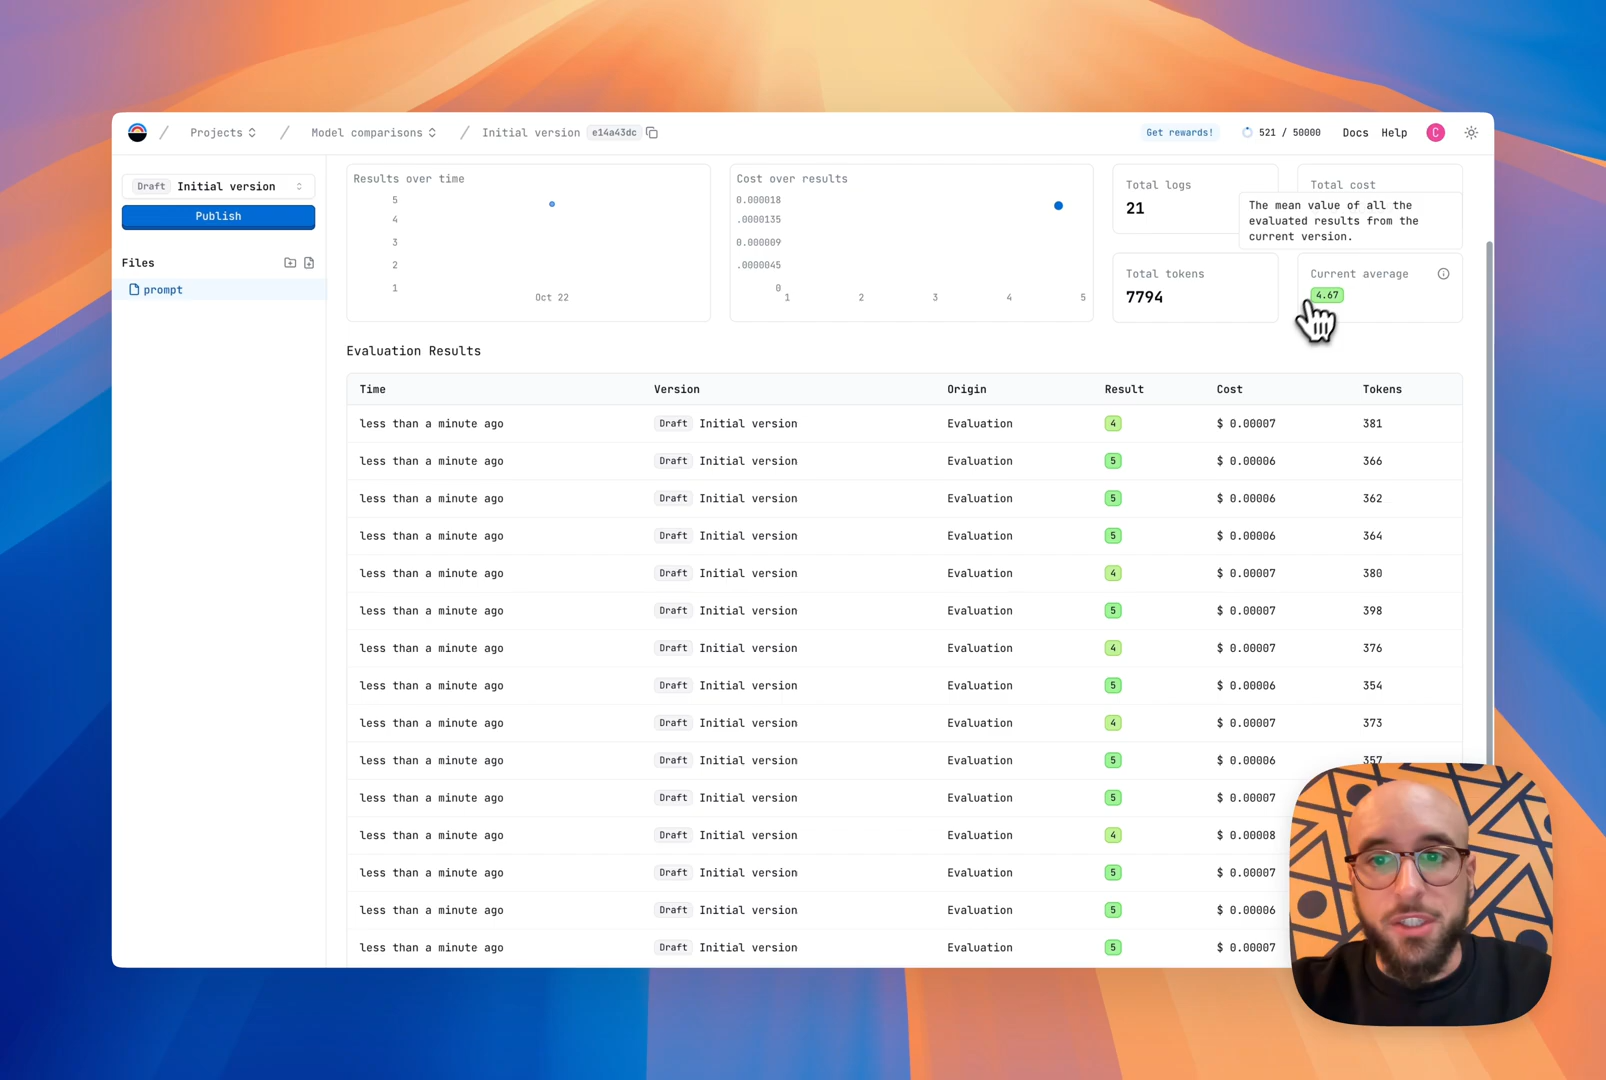 / Projects / Model comparisons / Initial version e14a43dc
Get rewards! 521 / 50000 Docs Help C
Draft Initial version
Publish
Files
prompt
Results over time
5
4
3
2
1
Oct 22
Cost over results
0.000018
.0000135
0.000009
.0000045
0
1 2 3 4 5
Total logs
21
Total cost
The mean value of all the
evaluated results from the
current version.
Total tokens
7794
Current average
4.67
Evaluation Results
Time Version Origin Result Cost Tokens
less than a minute ago Draft Initial version Evaluation 4 $ 0.00007 381
less than a minute ago Draft Initial version Evaluation 5 $ 0.00006 366
less than a minute ago Draft Initial version Evaluation 5 $ 0.00006 362
less than a minute ago Draft Initial version Evaluation 5 $ 0.00006 364
less than a minute ago Draft Initial version Evaluation 4 $ 0.00007 380
less than a minute ago Draft Initial version Evaluation 5 $ 0.00007 398
less than a minute ago Draft Initial version Evaluation 4 $ 0.00007 376
less than a minute ago Draft Initial version Evaluation 5 $ 0.00006 354
less than a minute ago Draft Initial version Evaluation 4 $ 0.00007 373
less than a minute ago Draft Initial version Evaluation 5 $ 0.00006 357
less than a minute ago Draft Initial version Evaluation 5 $ 0.00007
less than a minute ago Draft Initial version Evaluation 4 $ 0.00008
less than a minute ago Draft Initial version Evaluation 5 $ 0.00007
less than a minute ago Draft Initial version Evaluation 5 $ 0.00006
less than a minute ago Draft Initial version Evaluation 5 $ 0.00007